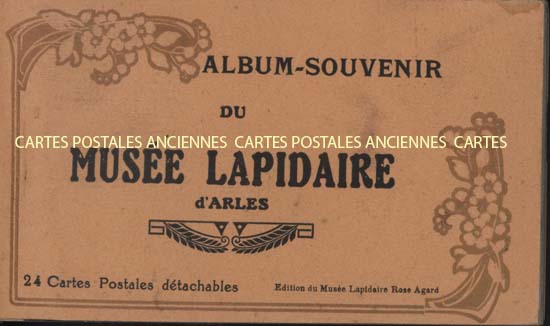 ALBUM-SOUVENIR
DU
CARTES POSTALES ANCIENNES CARTES POSTALES ANCIENNES CARTES
MUSÉE LAPIDAIRE
d'ARLES
24 Cartes Postales détachables
Edition du Musée Lapidaire Rose Agard